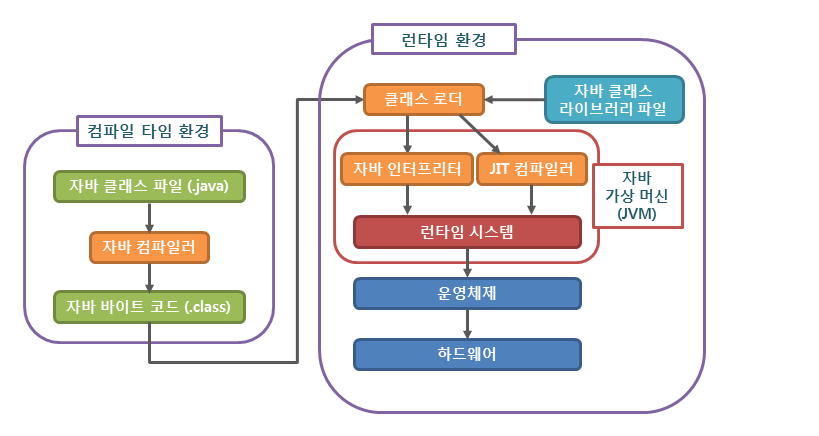 컴파일 타임 환경
자바 클래스 파일 (.java)
자바 컴파일러
자바 바이트 코드 (.class)
런타임 환경
클래스 로더
자바 클래스
라이브러리 파일
자바 인터프리터
JIT 컴파일러
자바
가상 머신
(JVM)
런타임 시스템
운영체제
하드웨어